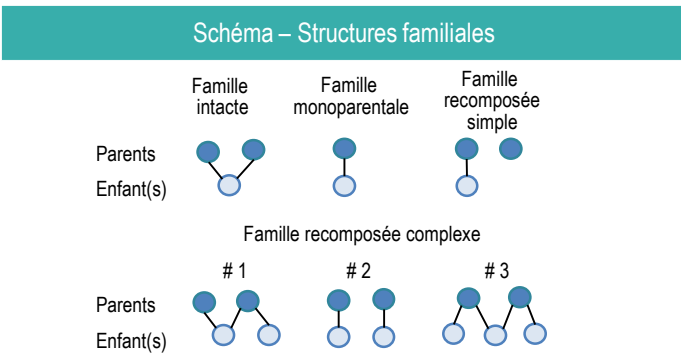 Schéma – Structures familiales
Famille
intacte
Famille
monoparentale
Famille
recomposée
simple
Parents
Enfant(s)
Famille recomposée complexe
# 1
# 2
# 3
Parents
Enfant(s)